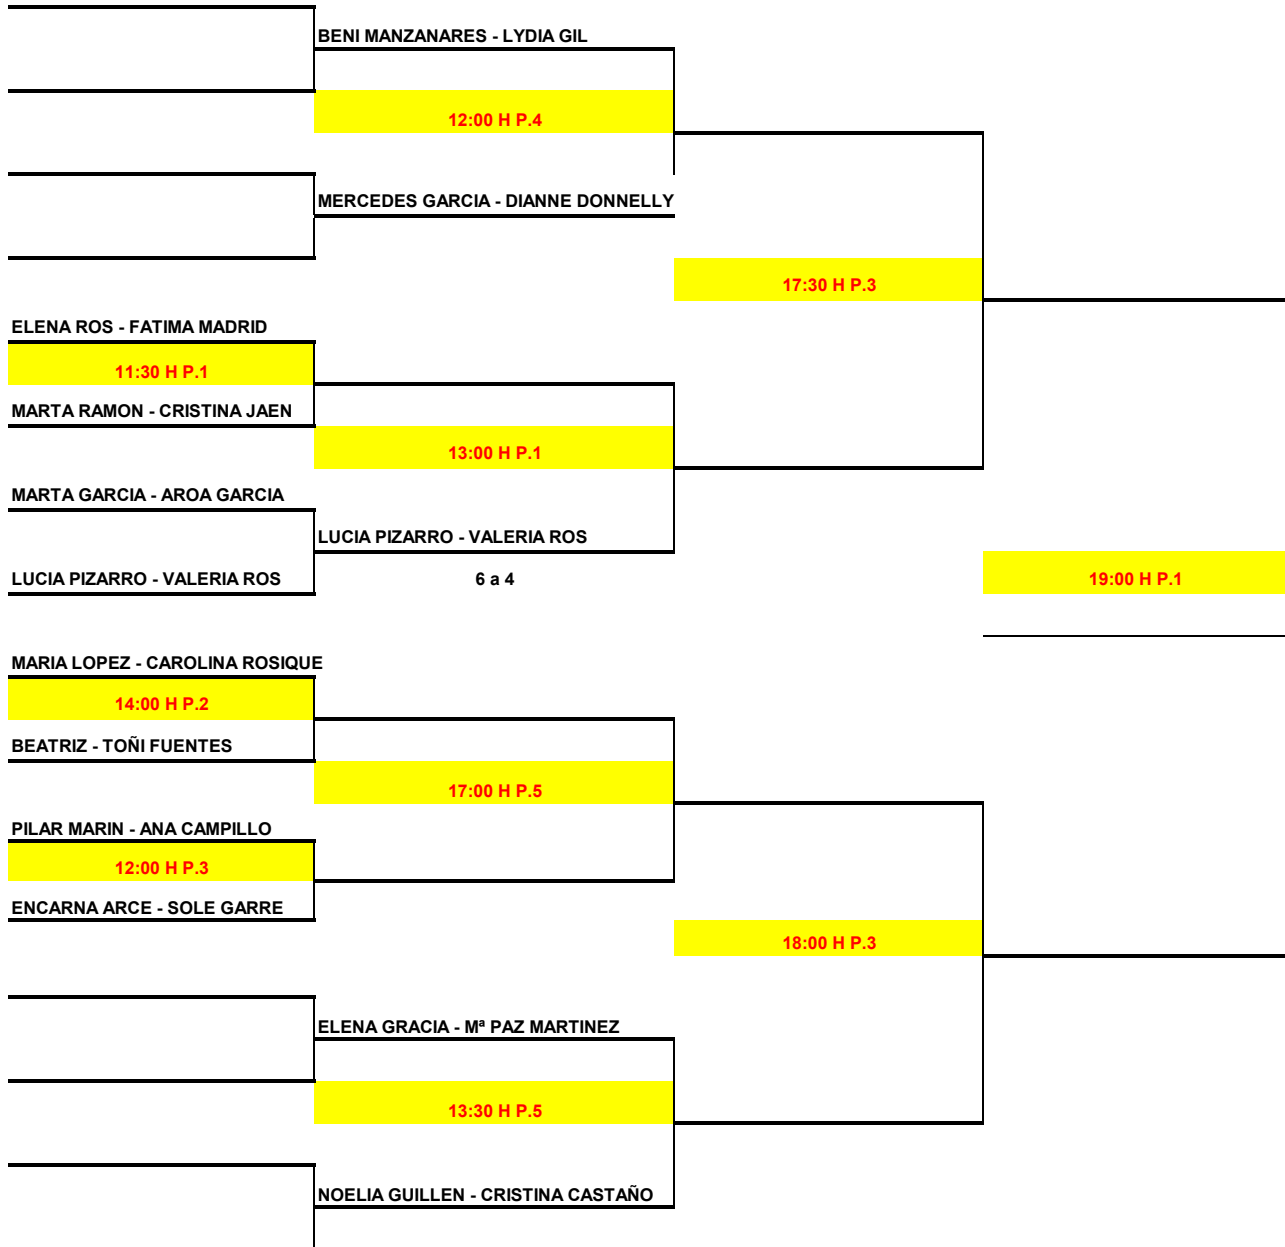 BENI MANZANARES - LYDIA GIL
12:00 H P.4
MERCEDES GARCIA - DIANNE DONNELLY
17:30 H P.3
ELENA ROS - FATIMA MADRID
11:30 H P.1
MARTA RAMON - CRISTINA JAEN
13:00 H P.1
MARTA GARCIA - AROA GARCIA
LUCIA PIZARRO - VALERIA ROS
LUCIA PIZARRO - VALERIA ROS
6 a 4
19:00 H P.1
MARIA LOPEZ - CAROLINA ROSIQUE
14:00 H P.2
BEATRIZ - TOÑI FUENTES
17:00 H P.5
PILAR MARIN - ANA CAMPILLO
12:00 H P.3
ENCARNA ARCE - SOLE GARRE
18:00 H P.3
ELENA GRACIA - Mª PAZ MARTINEZ
13:30 H P.5
NOELIA GUILLEN - CRISTINA CASTAÑO